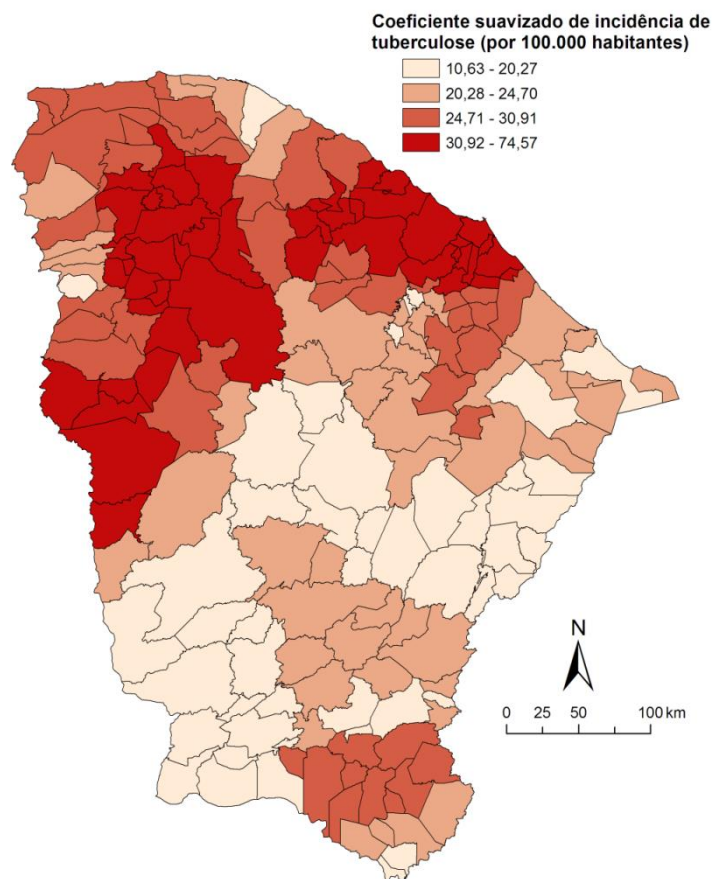 Coeficiente suavizado de incidência de
tuberculose (por 100.000 habitantes)
10,63 - 20,27
20,28 - 24,70
24,71 - 30,91
30,92 - 74,57
N
0 25 50 100 km